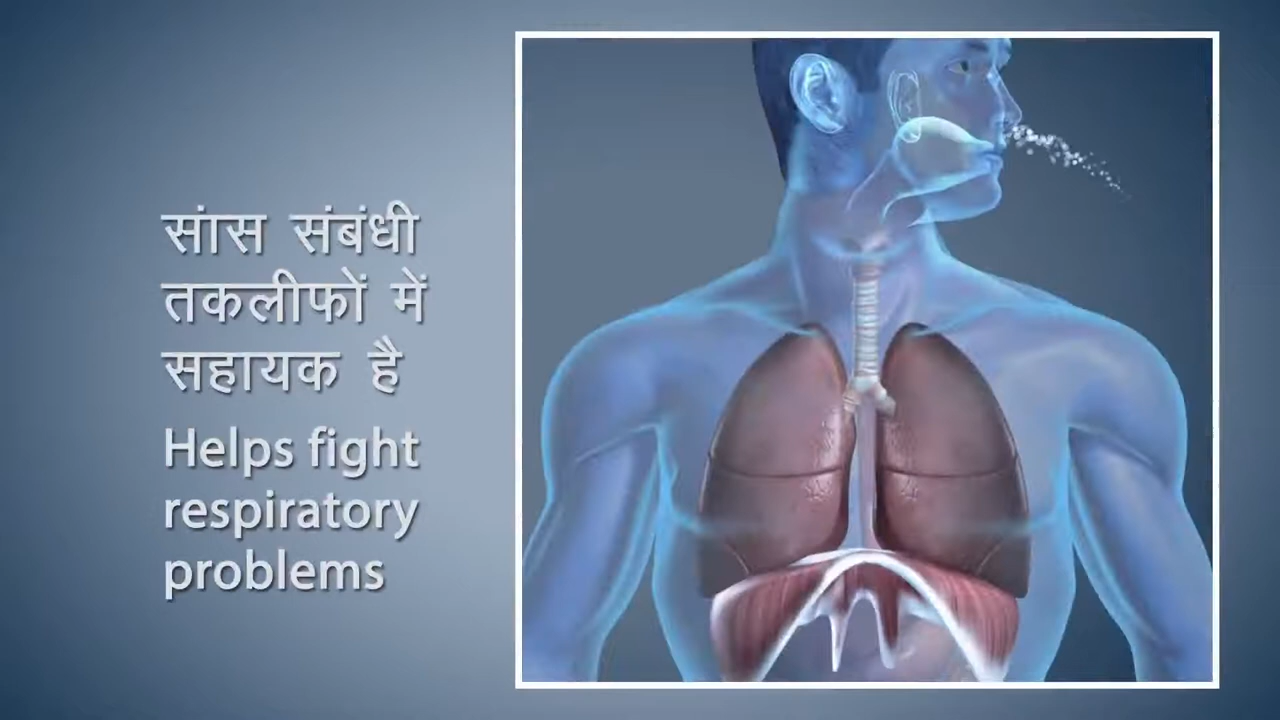 सांस संबंधी
तकलीफों में
सहायक है
Helps fight
respiratory
problems